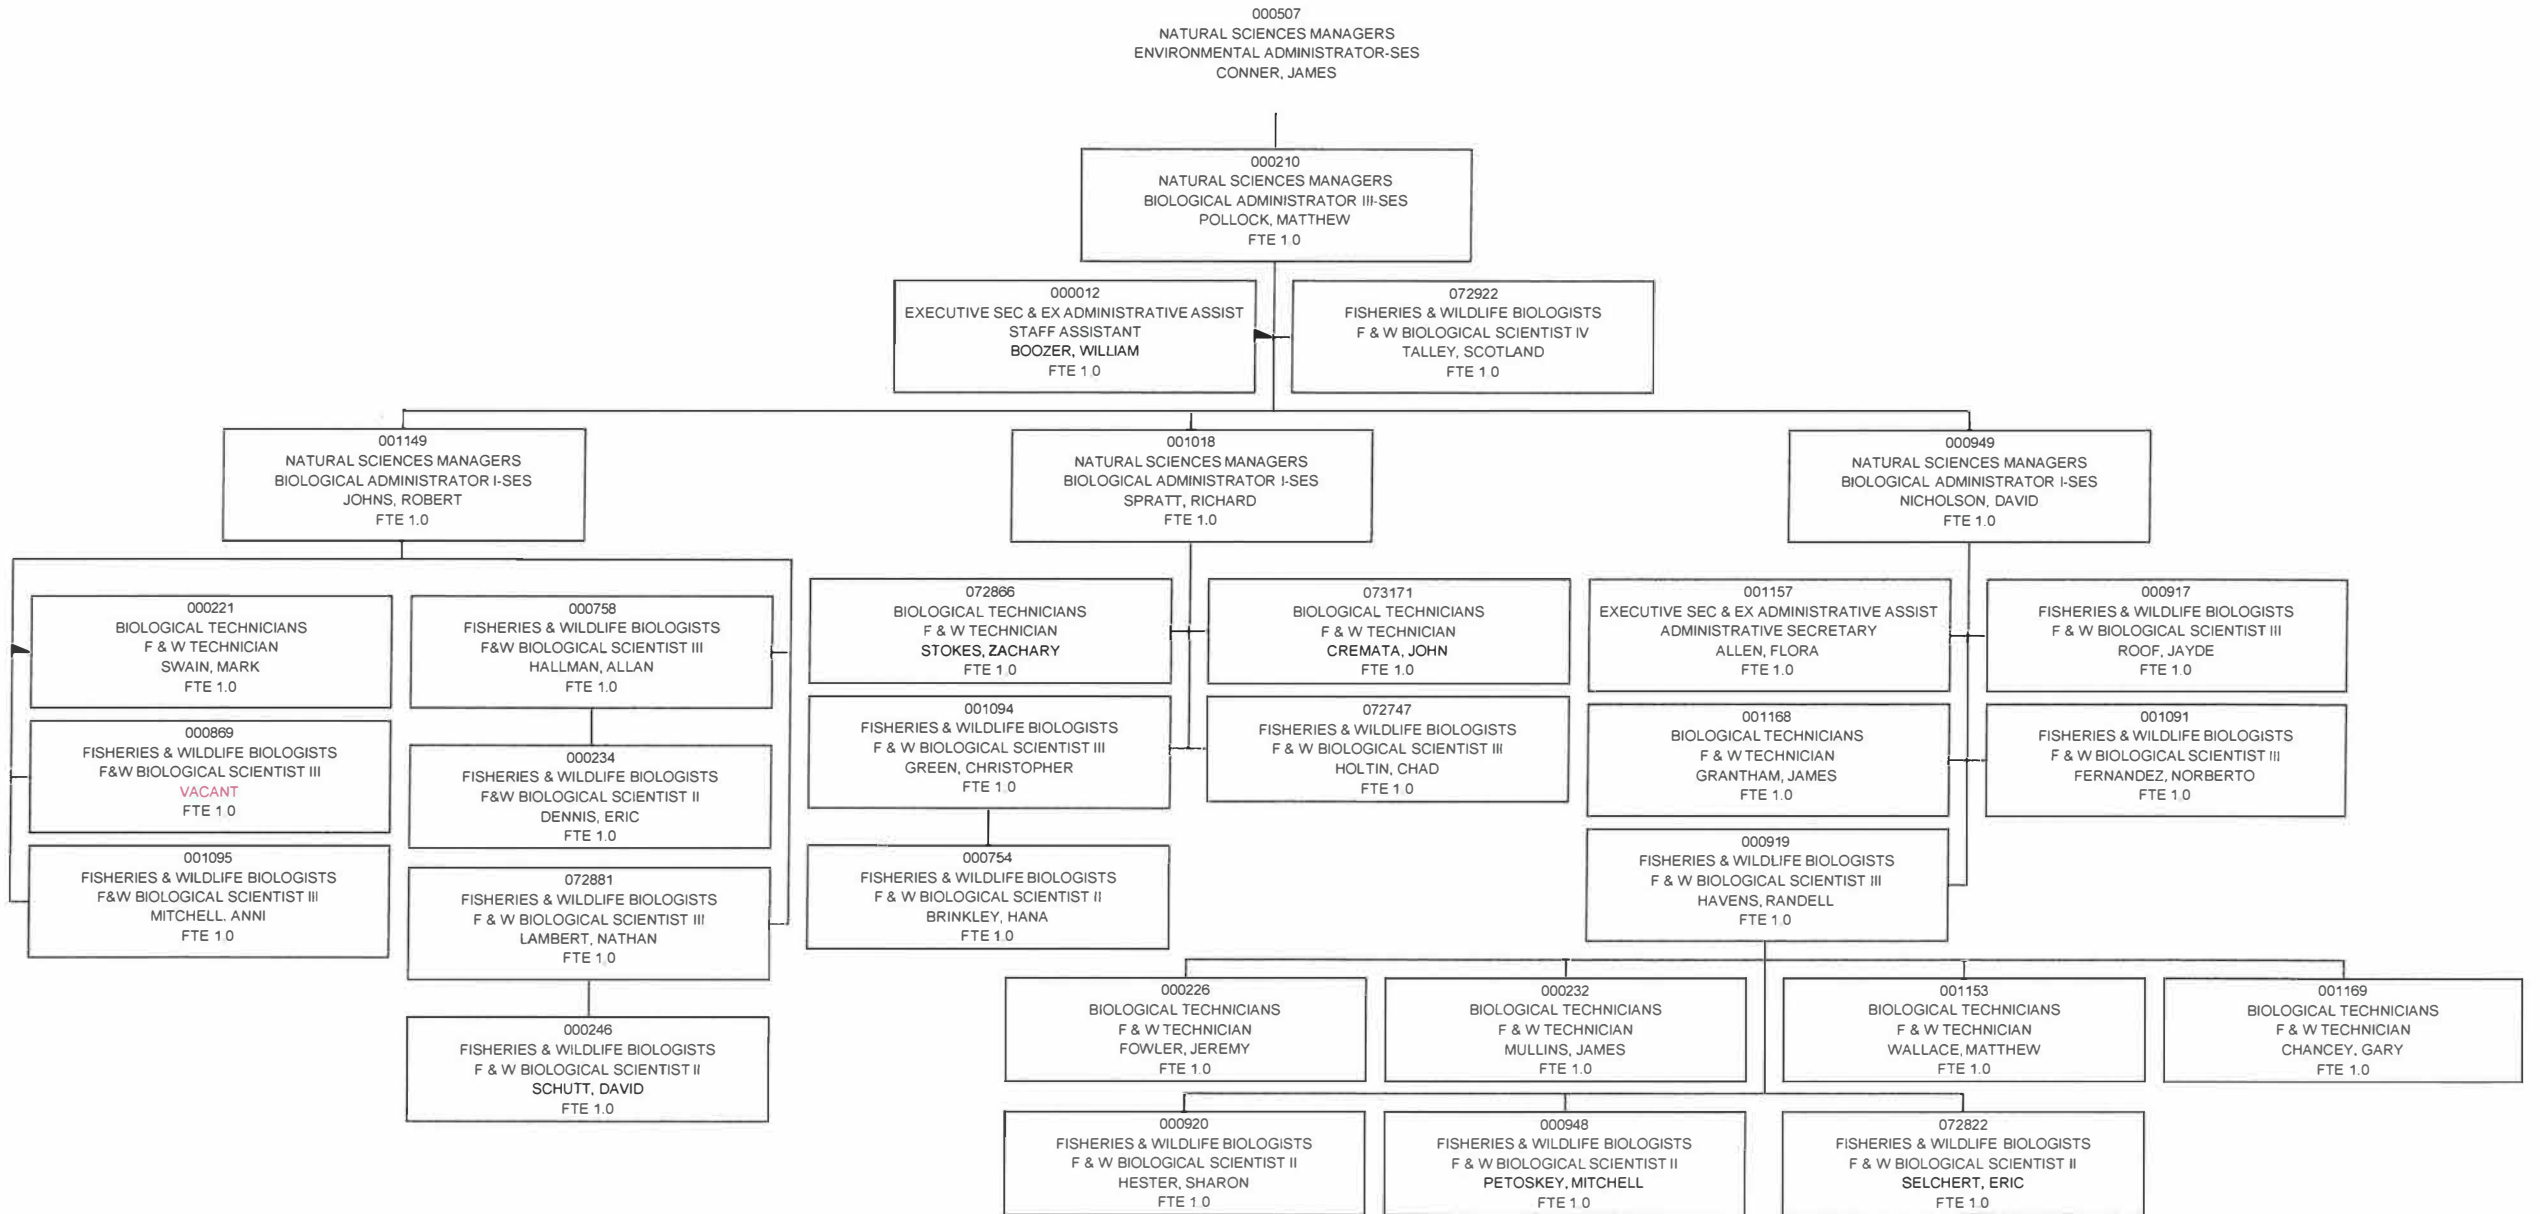 000507
NATURAL SCIENCES MANAGERS
ENVIRONMENTAL ADMINISTRATOR-SES
CONNER, JAMES
000210
NATURAL SCIENCES MANAGERS
BIOLOGICAL ADMINISTRATOR III-SES
POLLOCK, MATTHEW
FTE 1.0
000012
EXECUTIVE SEC & EX ADMINISTRATIVE ASSIST
STAFF ASSISTANT
BOOZER, WILLIAM
FTE 1.0
072922
FISHERIES & WILDLIFE BIOLOGISTS
F & W BIOLOGICAL SCIENTIST IV
TALLEY, SCOTLAND
FTE 1.0
001149
NATURAL SCIENCES MANAGERS
BIOLOGICAL ADMINISTRATOR I-SES
JOHNS, ROBERT
FTE 1.0
001018
NATURAL SCIENCES MANAGERS
BIOLOGICAL ADMINISTRATOR I-SES
SPRATT, RICHARD
FTE 1.0
000949
NATURAL SCIENCES MANAGERS
BIOLOGICAL ADMINISTRATOR I-SES
NICHOLSON, DAVID
FTE 1.0
000221
BIOLOGICAL TECHNICIANS
F & W TECHNICIAN
SWAIN, MARK
FTE 1.0
000758
FISHERIES & WILDLIFE BIOLOGISTS
F&W BIOLOGICAL SCIENTIST III
HALLMAN, ALLAN
FTE 1.0
000869
FISHERIES & WILDLIFE BIOLOGISTS
F&W BIOLOGICAL SCIENTIST III
VACANT
FTE 1.0
000234
FISHERIES & WILDLIFE BIOLOGISTS
F&W BIOLOGICAL SCIENTIST II
DENNIS, ERIC
FTE 1.0
001095
FISHERIES & WILDLIFE BIOLOGISTS
F&W BIOLOGICAL SCIENTIST III
MITCHELL, ANNI
FTE 1.0
072881
FISHERIES & WILDLIFE BIOLOGISTS
F & W BIOLOGICAL SCIENTIST III
LAMBERT, NATHAN
FTE 1.0
000246
FISHERIES & WILDLIFE BIOLOGISTS
F & W BIOLOGICAL SCIENTIST II
SCHUTT, DAVID
FTE 1.0
072866
BIOLOGICAL TECHNICIANS
F & W TECHNICIAN
STOKES, ZACHARY
FTE 1.0
073171
BIOLOGICAL TECHNICIANS
F & W TECHNICIAN
CREMATA, JOHN
FTE 1.0
001094
FISHERIES & WILDLIFE BIOLOGISTS
F & W BIOLOGICAL SCIENTIST III
GREEN, CHRISTOPHER
FTE 1.0
072747
FISHERIES & WILDLIFE BIOLOGISTS
F & W BIOLOGICAL SCIENTIST III
HOLTIN, CHAD
FTE 1.0
000754
FISHERIES & WILDLIFE BIOLOGISTS
F & W BIOLOGICAL SCIENTIST II
BRINKLEY, HANA
FTE 1.0
001157
EXECUTIVE SEC & EX ADMINISTRATIVE ASSIST
ADMINISTRATIVE SECRETARY
ALLEN, FLORA
FTE 1.0
000917
FISHERIES & WILDLIFE BIOLOGISTS
F & W BIOLOGICAL SCIENTIST III
ROOF, JAYDE
FTE 1.0
001168
BIOLOGICAL TECHNICIANS
F & W TECHNICIAN
GRANTHAM, JAMES
FTE 1.0
001091
FISHERIES & WILDLIFE BIOLOGISTS
F & W BIOLOGICAL SCIENTIST III
FERNANDEZ, NORBERTO
FTE 1.0
000919
FISHERIES & WILDLIFE BIOLOGISTS
F & W BIOLOGICAL SCIENTIST III
HAVENS, RANDELL
FTE 1.0
000226
BIOLOGICAL TECHNICIANS
F & W TECHNICIAN
FOWLER, JEREMY
FTE 1.0
000232
BIOLOGICAL TECHNICIANS
F & W TECHNICIAN
MULLINS, JAMES
FTE 1.0
001153
BIOLOGICAL TECHNICIANS
F & W TECHNICIAN
WALLACE, MATTHEW
FTE 1.0
001169
BIOLOGICAL TECHNICIANS
F & W TECHNICIAN
CHANCEY, GARY
FTE 1.0
000920
FISHERIES & WILDLIFE BIOLOGISTS
F & W BIOLOGICAL SCIENTIST II
HESTER, SHARON
FTE 1.0
000948
FISHERIES & WILDLIFE BIOLOGISTS
F & W BIOLOGICAL SCIENTIST II
PETOSKEY, MITCHELL
FTE 1.0
072822
FISHERIES & WILDLIFE BIOLOGISTS
F & W BIOLOGICAL SCIENTIST II
SELCHERT, ERIC
FTE 1.0